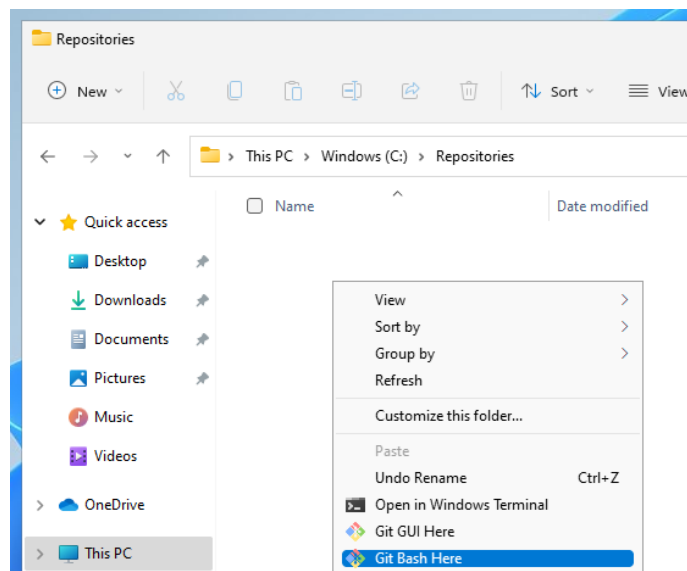 Repositories
New
Sort
View
This PC > Windows (C:) > Repositories
Name
Date modified
Quick access
Desktop
Downloads
Documents
Pictures
Music
Videos
OneDrive
This PC
View
Sort by
Group by
Refresh
Customize this folder...
Paste
Undo Rename Ctrl+Z
Open in Windows Terminal
Git GUI Here
Git Bash Here